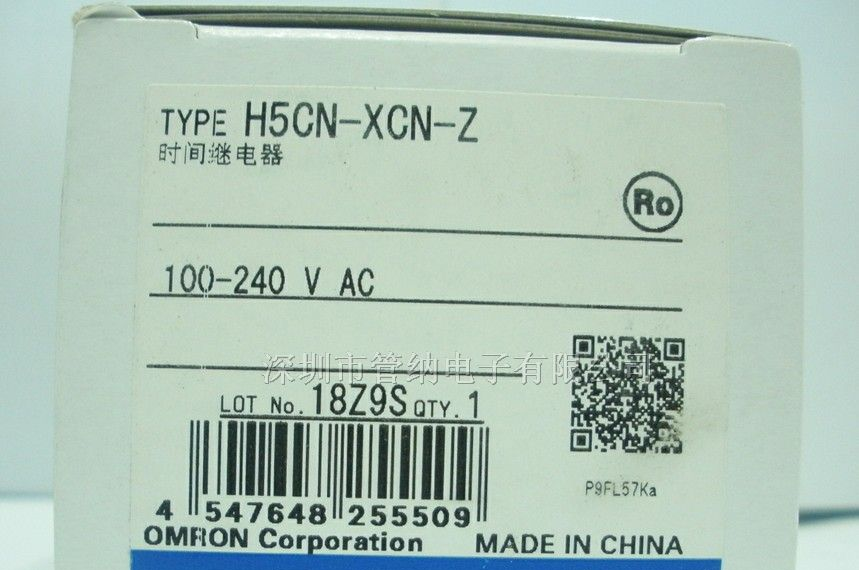 TYPE H5CN-XCN-Z
时间继电器
Ro
100-240 V AC
深圳市管纳电子有限公司
LOT No. 18Z9S QTY. 1
P9FL57Ka
4 547648 255509
OMRON Corporation MADE IN CHINA